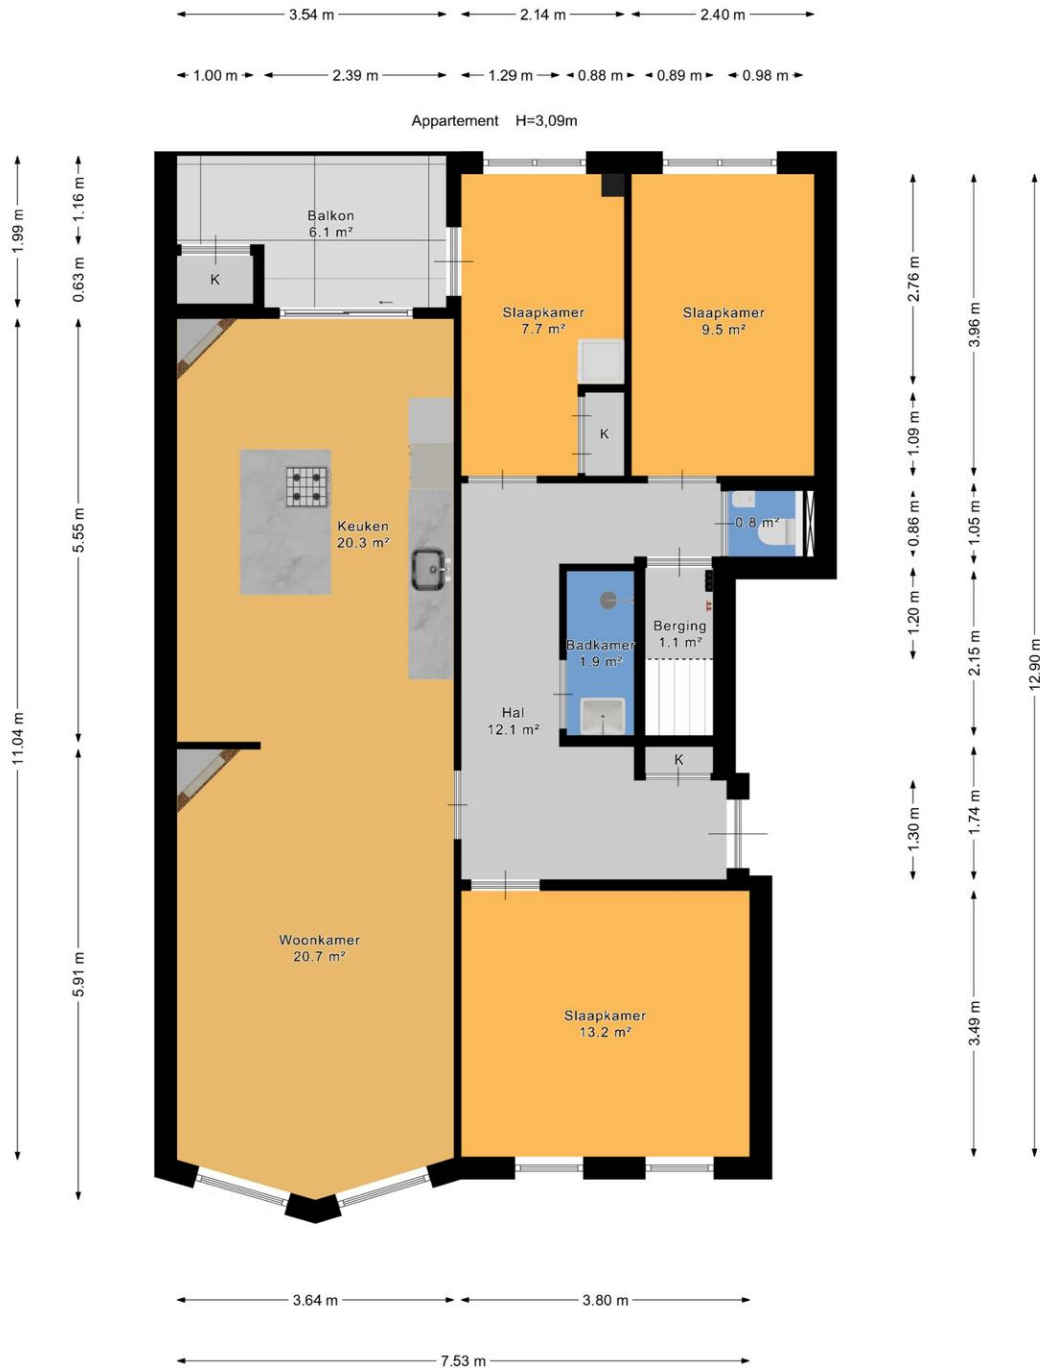 3.54 m
2.14 m
2.40 m
1.00 m
2.39 m
1.29 m
0.88 m
0.89 m
0.98 m
Appartement H=3,09m
1.99 m
1.16 m
0.63 m
11.04 m
5.55 m
5.91 m
Balkon
6.1 m²
K
Slaapkamer
7.7 m²
K
Slaapkamer
9.5 m²
Keuken
20.3 m²
0.8 m²
Badkamer
1.9 m²
Berging
1.1 m²
Hal
12.1 m²
K
Woonkamer
20.7 m²
Slaapkamer
13.2 m²
2.76 m
1.09 m
0.86 m
1.20 m
1.30 m
3.96 m
1.05 m
2.15 m
1.74 m
3.49 m
12.90 m
3.64 m
3.80 m
7.53 m